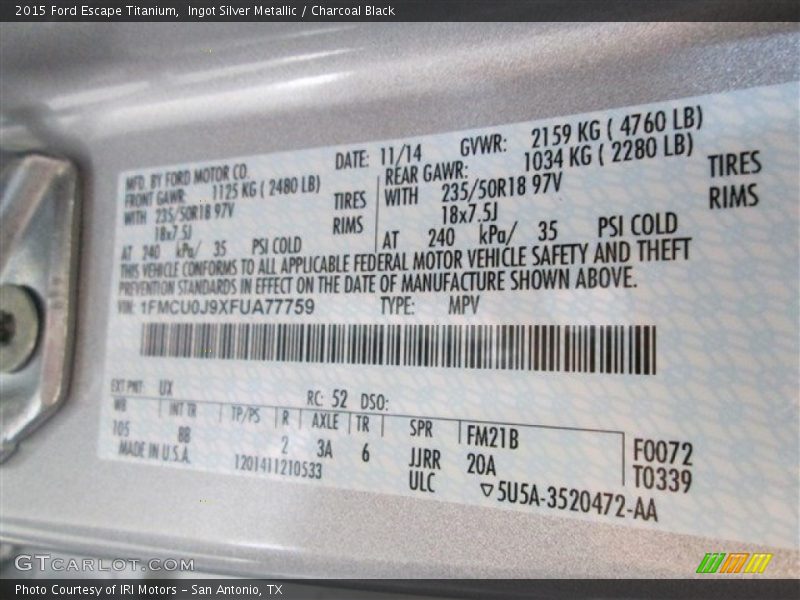 2015 Ford Escape Titanium,  Ingot Silver Metallic / Charcoal Black
MFD. BY FORD MOTOR CO.
DATE: 11/14
GVWR: 2159 KG ( 4760 LB)
FRONT GAWR: 1125 KG ( 2480 LB)
REAR GAWR: 1034 KG ( 2280 LB)
WITH 235/50R18 97V TIRES
WITH 235/50R18 97V TIRES
18x7.5J RIMS
18x7.5J RIMS
AT 240 kPa/ 35 PSI COLD
AT 240 kPa/ 35 PSI COLD
THIS VEHICLE CONFORMS TO ALL APPLICABLE FEDERAL MOTOR VEHICLE SAFETY AND THEFT
PREVENTION STANDARDS IN EFFECT ON THE DATE OF MANUFACTURE SHOWN ABOVE.
VIN: 1FMCU0J9XFUA77759 TYPE: MPV
EXT PNT: UX RC: 52 DSO:
WB INT TR TP/PS R AXLE TR SPR FM21B
105 BB 2 3A 6 JJRR 20A F0072
MADE IN U.S.A. 1201411210533 ULC T0339
▽5U5A-3520472-AA
GTCARLOT.COM
Photo Courtesy of IRI Motors – San Antonio, TX